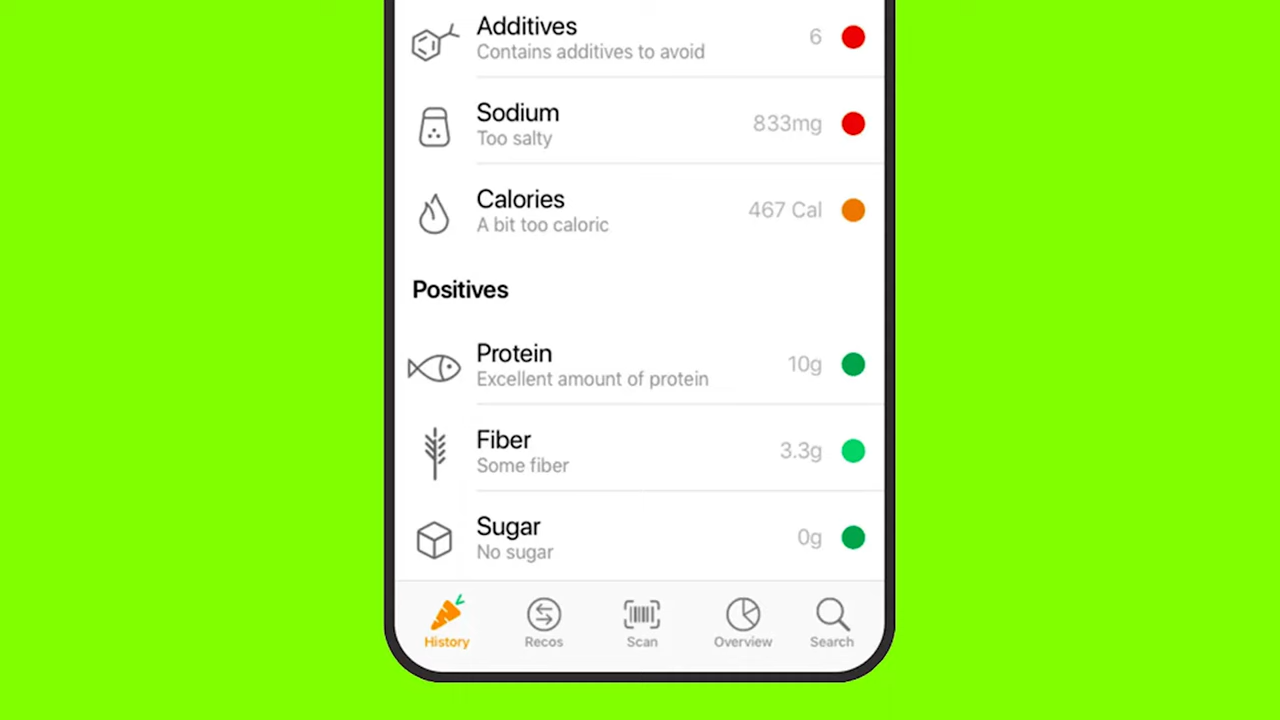 Additives
Contains additives to avoid
6
Sodium
Too salty
833mg
Calories
A bit too caloric
467 Cal
Positives
Protein
Excellent amount of protein
10g
Fiber
Some fiber
3.3g
Sugar
No sugar
0g
History
Recos
Scan
Overview
Search